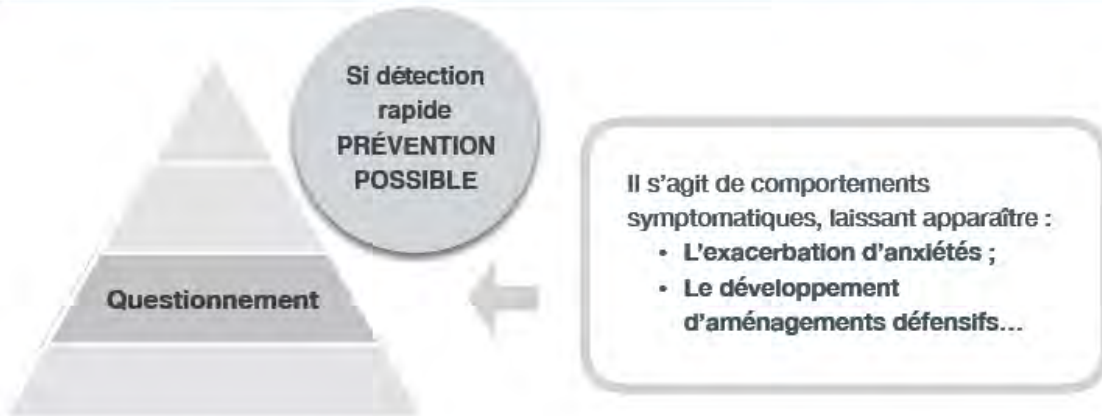 Si détection
rapide
PRÉVENTION
POSSIBLE
Questionnement
Il s'agit de comportements
symptomatiques, laissant apparaître :
• L'exacerbation d'anxiétés ;
• Le développement
d'aménagements défensifs...